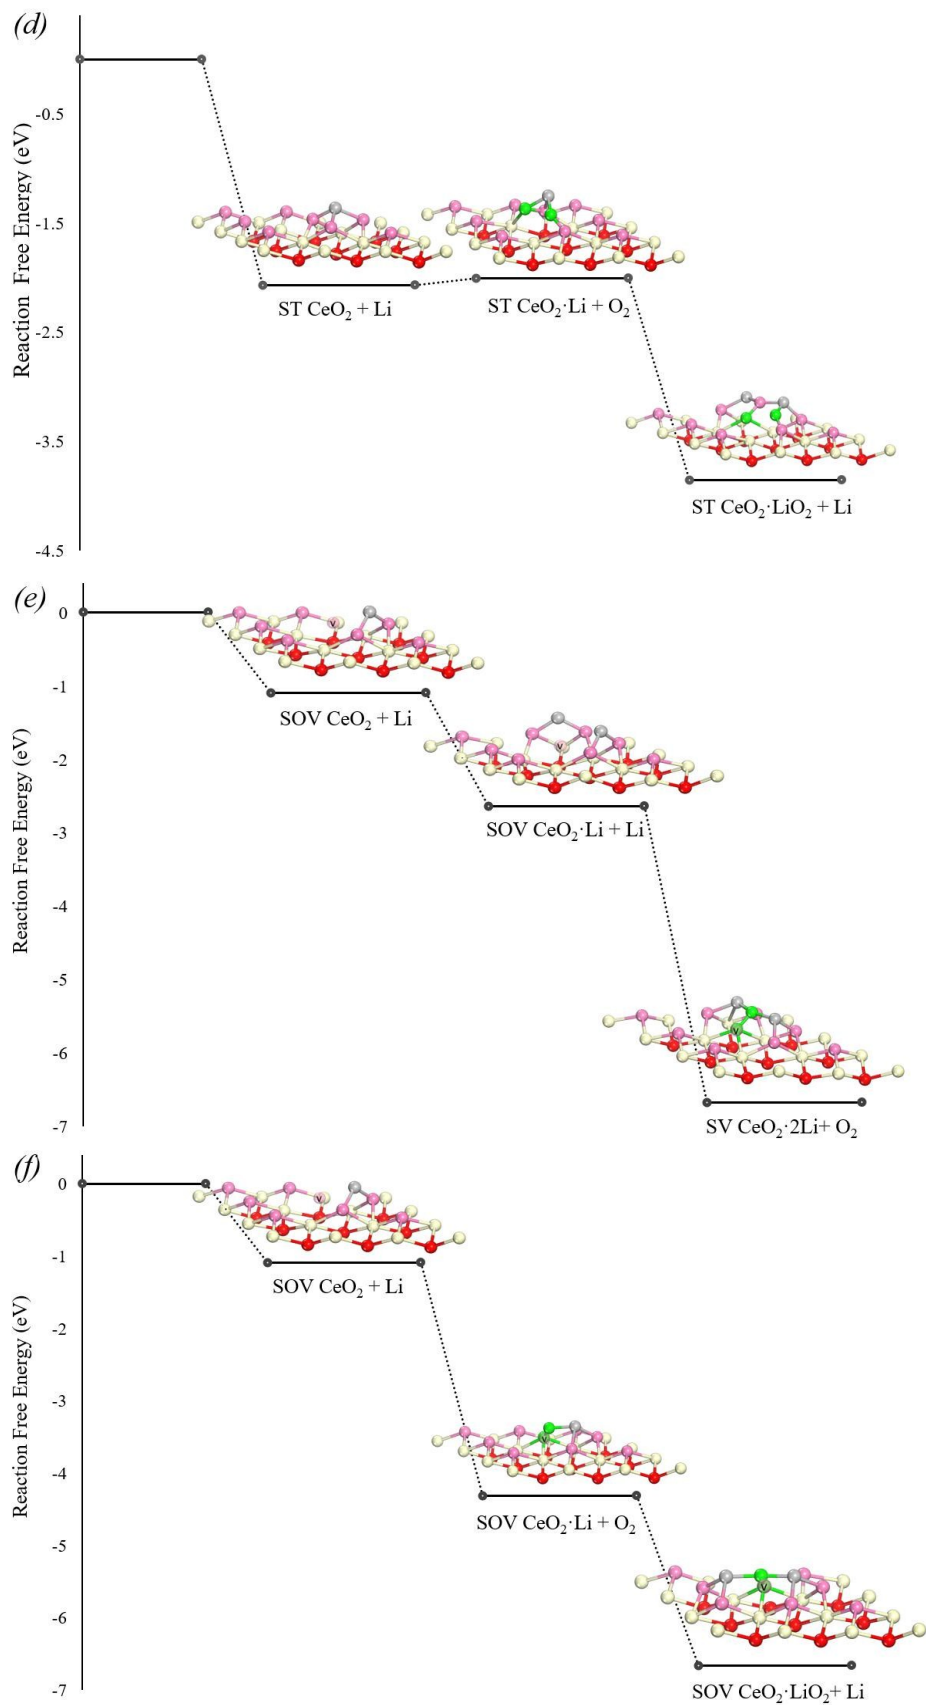 (d)
Reaction Free Energy (eV)
-0.5
-1.5
-2.5
-3.5
-4.5
ST CeO₂ + Li
ST CeO₂·Li + O₂
ST CeO₂·LiO₂ + Li
(e)
Reaction Free Energy (eV)
0
-1
-2
-3
-4
-5
-6
-7
v
SOV CeO₂ + Li
v
SOV CeO₂·Li + Li
v
SV CeO₂·2Li+ O₂
(f)
Reaction Free Energy (eV)
0
-1
-2
-3
-4
-5
-6
-7
v
SOV CeO₂ + Li
v
SOV CeO₂·Li + O₂
v
SOV CeO₂·LiO₂+ Li